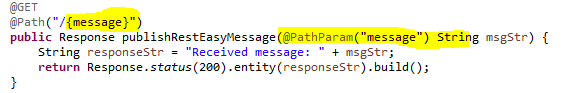 @GET
@Path("/{message}")
public Response publishRestEasyMessage(@PathParam("message") String msgStr) {
String responseStr = "Received message: " + msgStr;
return Response.status(200).entity(responseStr).build();
}